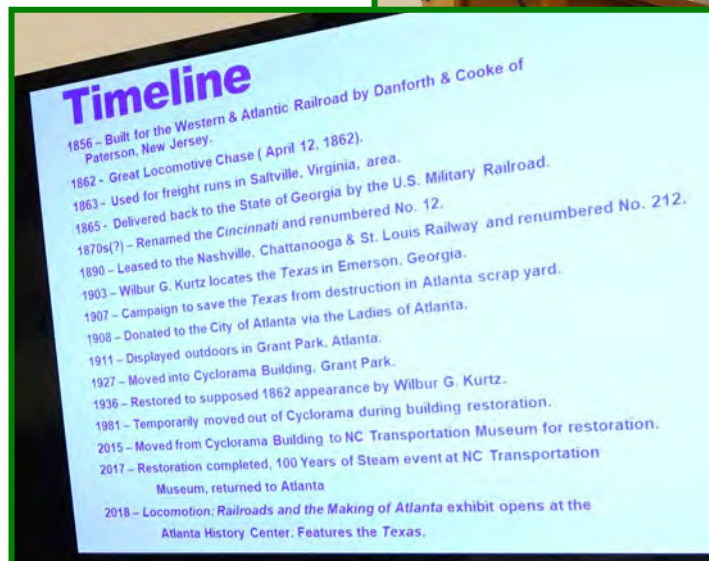 Timeline
1856 – Built for the Western & Atlantic Railroad by Danforth & Cooke of
Paterson, New Jersey.
1862 - Great Locomotive Chase ( April 12, 1862).
1863 - Used for freight runs in Saltville, Virginia, area.
1865 - Delivered back to the State of Georgia by the U.S. Military Railroad.
1870s(?) – Renamed the Cincinnati and renumbered No. 12.
1890 – Leased to the Nashville, Chattanooga & St. Louis Railway and renumbered No. 212.
1903 – Wilbur G. Kurtz locates the Texas in Emerson, Georgia.
1907 – Campaign to save the Texas from destruction in Atlanta scrap yard.
1908 – Donated to the City of Atlanta via the Ladies of Atlanta.
1911 – Displayed outdoors in Grant Park, Atlanta.
1927 – Moved into Cyclorama Building, Grant Park.
1936 – Restored to supposed 1862 appearance by Wilbur G. Kurtz.
1981 – Temporarily moved out of Cyclorama during building restoration.
2015 – Moved from Cyclorama Building to NC Transportation Museum for restoration.
2017 – Restoration completed, 100 Years of Steam event at NC Transportation
Museum, returned to Atlanta
2018 – Locomotion: Railroads and the Making of Atlanta exhibit opens at the
Atlanta History Center. Features the Texas.